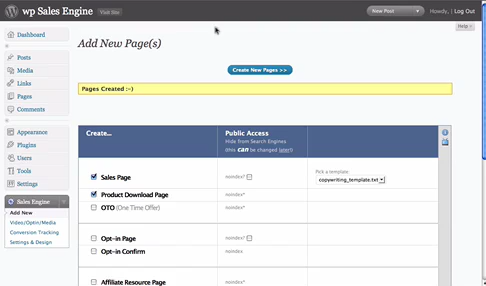 wp Sales Engine Visit Site New Post Howdy, | Log Out
Help
Dashboard
Add New Page(s)
Posts
Media
Links
Pages
Comments
Create New Pages >>
Pages Created :-)
Appearance
Plugins
Users
Tools
Settings
Sales Engine
Add New
Video/Optin/Media
Conversion Tracking
Settings & Design
Create... Public Access
Hide from Search Engines
(this can be changed later!)
Pick a template
Sales Page noindex* copywriting_template.txt
Product Download Page noindex*
OTO (One Time Offer) noindex*
Opt-in Page noindex*
Opt-in Confirm noindex
Affiliate Resource Page noindex*